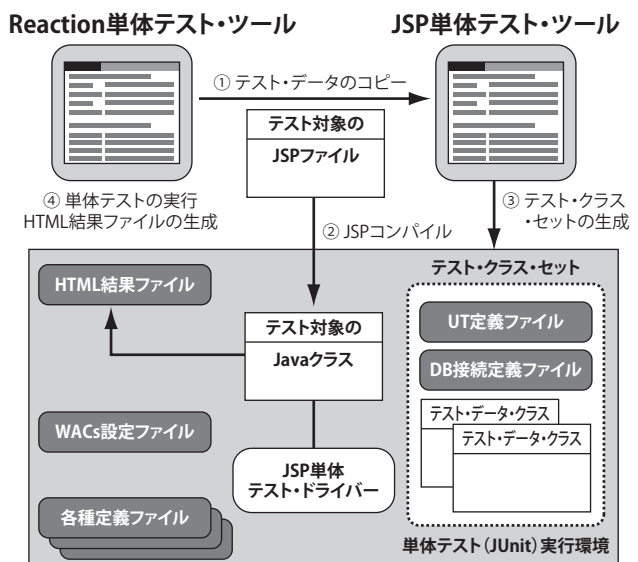 Reaction単体テスト・ツール
JSP単体テスト・ツール
① テスト・データのコピー
テスト対象の
JSPファイル
④ 単体テストの実行
HTML結果ファイルの生成
② JSPコンパイル
③ テスト・クラス
・セットの生成
テスト・クラス・セット
HTML結果ファイル
UT定義ファイル
テスト対象の
Javaクラス
DB接続定義ファイル
テスト・データ・クラス
テスト・データ・クラス
WACs設定ファイル
JSP単体
テスト・ドライバー
各種定義ファイル
単体テスト(JUnit)実行環境